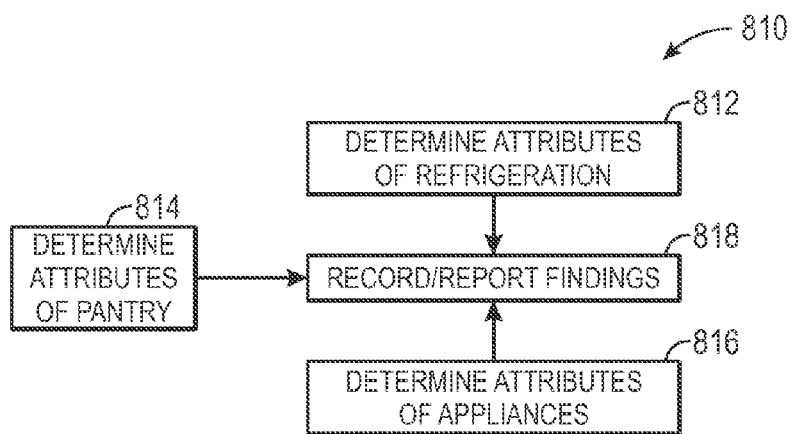 810
812
DETERMINE ATTRIBUTES
OF REFRIGERATION
814
DETERMINE
ATTRIBUTES
OF PANTRY
818
RECORD/REPORT FINDINGS
816
DETERMINE ATTRIBUTES
OF APPLIANCES